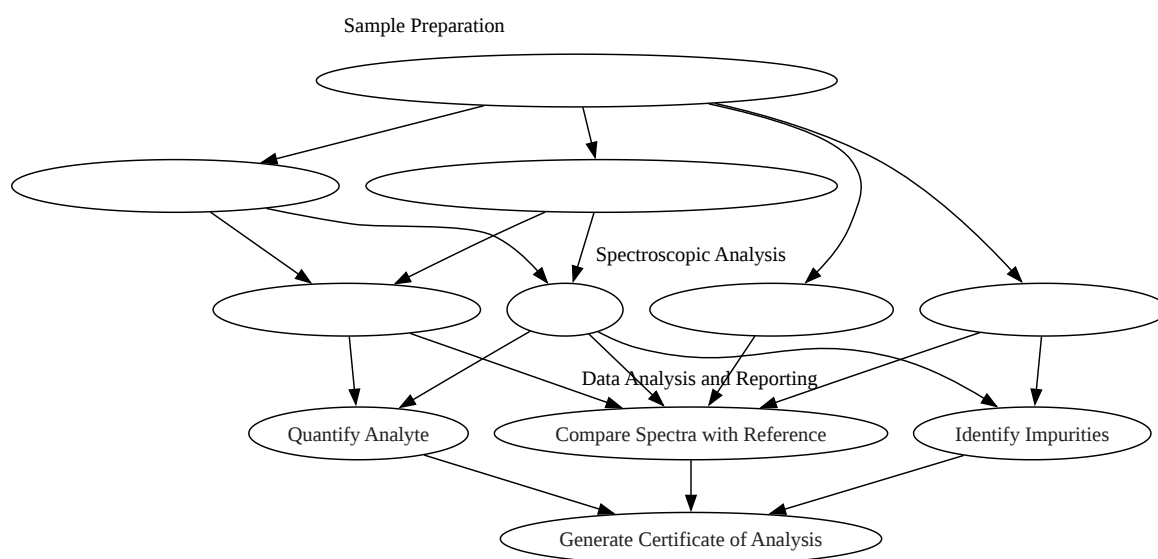 Sample Preparation
Spectroscopic Analysis
Data Analysis and Reporting
Quantify Analyte
Compare Spectra with Reference
Identify Impurities
Generate Certificate of Analysis